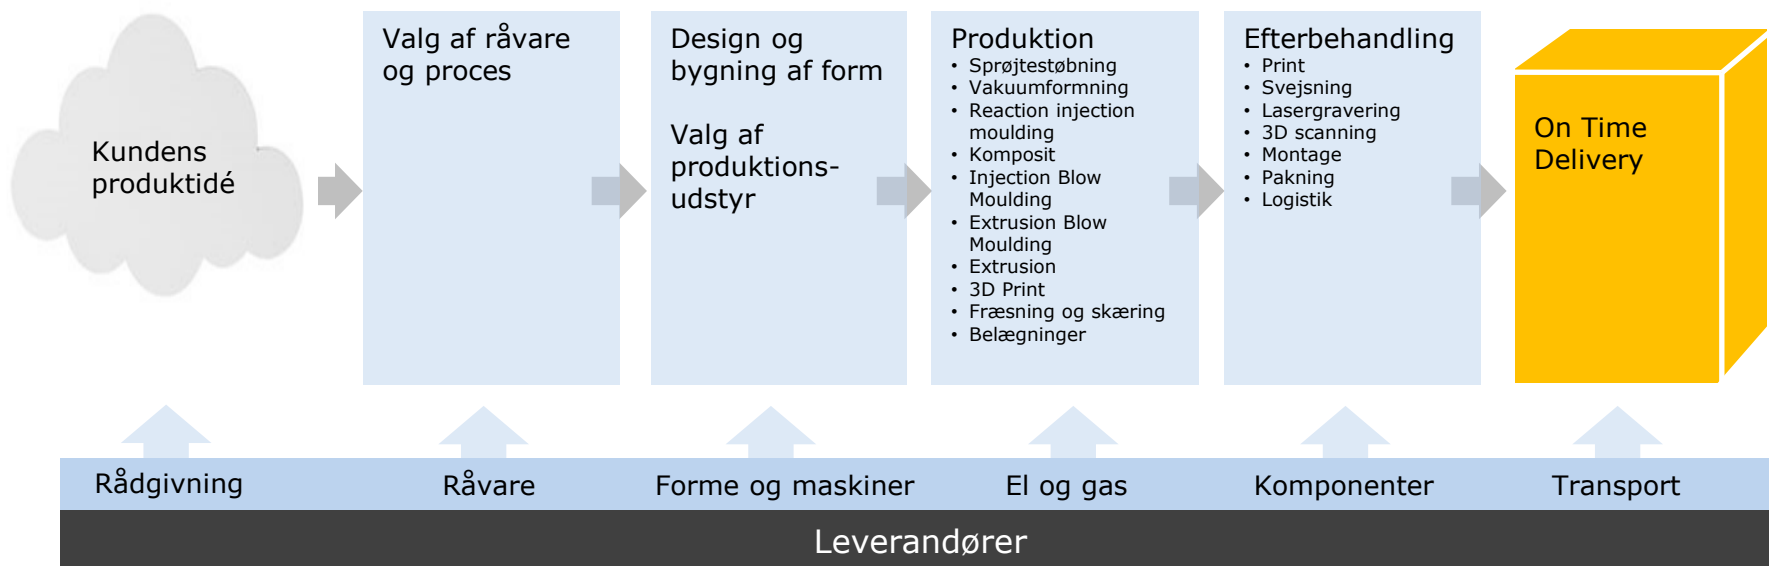 Kundens
produktidé
Valg af råvare
og proces
Design og
bygning af form
Valg af
produktions-
udstyr
Produktion
• Sprøjtestøbning
• Vakuumformning
• Reaction injection
moulding
• Komposit
• Injection Blow
Moulding
• Extrusion Blow
Moulding
• Extrusion
• 3D Print
• Fræsning og skæring
• Belægninger
Efterbehandling
• Print
• Svejsning
• Lasergravering
• 3D scanning
• Montage
• Pakning
• Logistik
On Time
Delivery
Rådgivning
Råvare
Forme og maskiner
El og gas
Komponenter
Transport
Leverandører